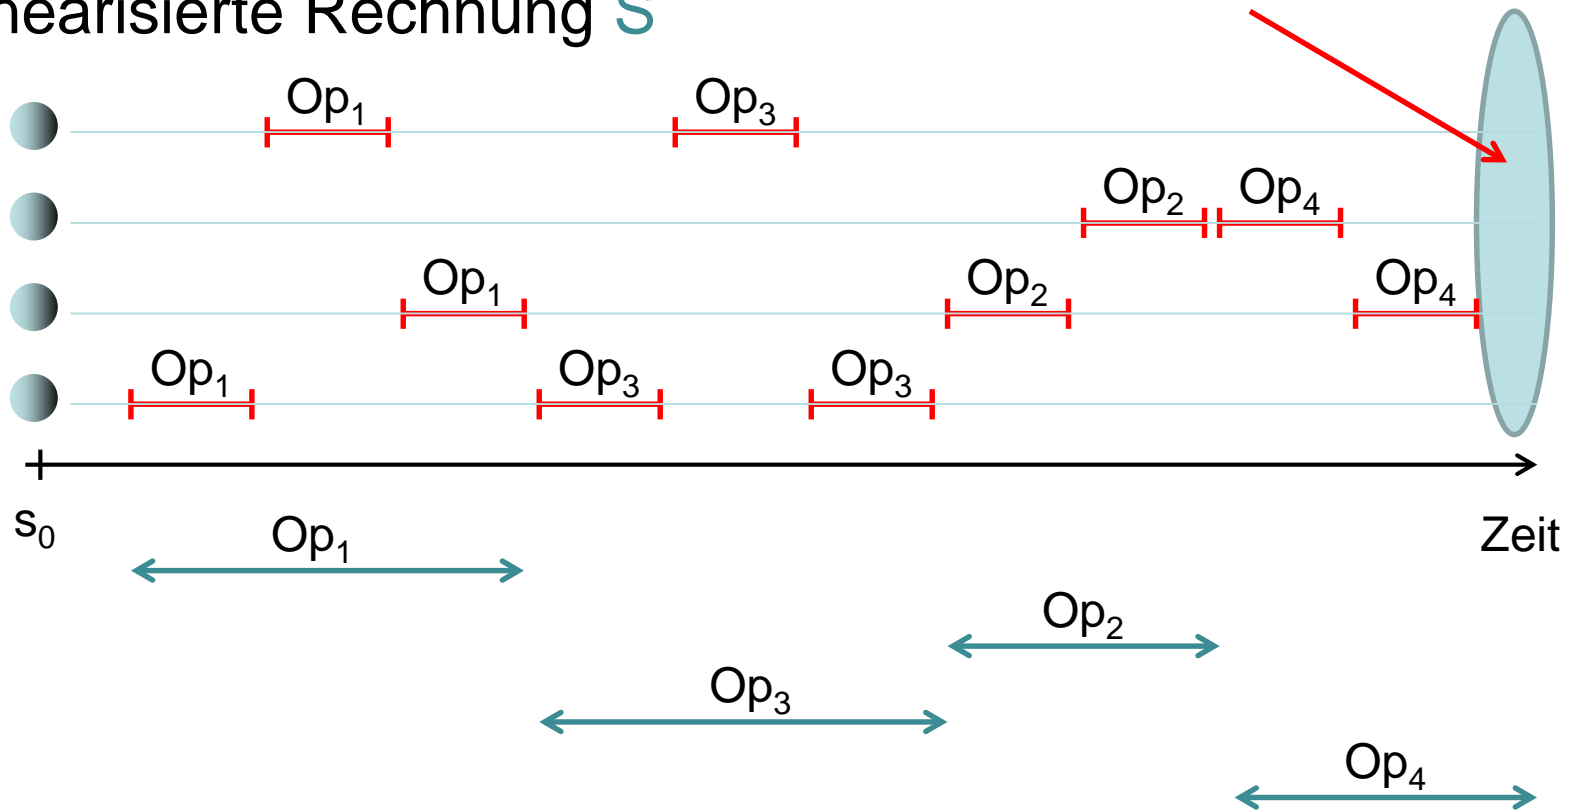 nearisierte Rechnung S
Op₁ Op₃
Op₂ Op₄
Op₁ Op₂ Op₄
Op₁ Op₃ Op₃
s₀ Zeit
Op₁
Op₂
Op₃
Op₄